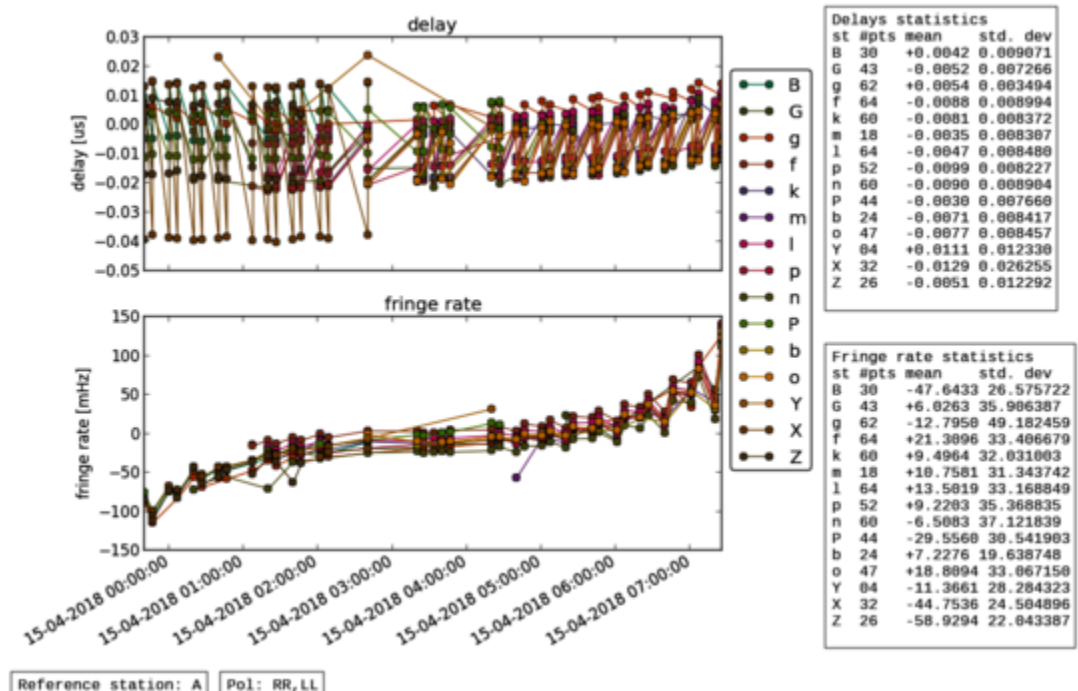 delay
0.03
0.02
0.01
0.00
−0.01
−0.02
−0.03
−0.04
−0.05
delay [us]
fringe rate
150
100
50
0
−50
−100
−150
fringe rate [mHz]
15-04-2018 00:00:00
15-04-2018 01:00:00
15-04-2018 02:00:00
15-04-2018 03:00:00
15-04-2018 04:00:00
15-04-2018 05:00:00
15-04-2018 06:00:00
15-04-2018 07:00:00
B
G
g
f
k
m
l
p
n
P
b
o
Y
X
Z
Delays statistics
st #pts mean std. dev
B 30 +0.0042 0.009071
G 43 -0.0052 0.007266
g 62 +0.0054 0.003494
f 64 -0.0088 0.008994
k 60 -0.0081 0.008372
m 18 -0.0035 0.008307
l 64 -0.0047 0.008480
p 52 -0.0099 0.008227
n 60 -0.0090 0.008904
P 44 -0.0030 0.007660
b 24 -0.0071 0.008417
o 47 -0.0077 0.008457
Y 04 +0.0111 0.012330
X 32 -0.0129 0.026255
Z 26 -0.0051 0.012292
Fringe rate statistics
st #pts mean std. dev
B 30 -47.6433 26.575722
G 43 +6.0263 35.906387
g 62 -12.7950 49.182459
f 64 +21.3096 33.406679
k 60 +9.4964 32.031003
m 18 +10.7581 31.343742
l 64 +13.5019 33.168849
p 52 +9.2203 35.368835
n 60 -6.5083 37.121839
P 44 -29.5560 30.541903
b 24 +7.2276 19.638748
o 47 +18.8094 33.067150
Y 04 -11.3661 28.284323
X 32 -44.7536 24.504896
Z 26 -58.9294 22.043387
Reference station: A
Pol: RR,LL